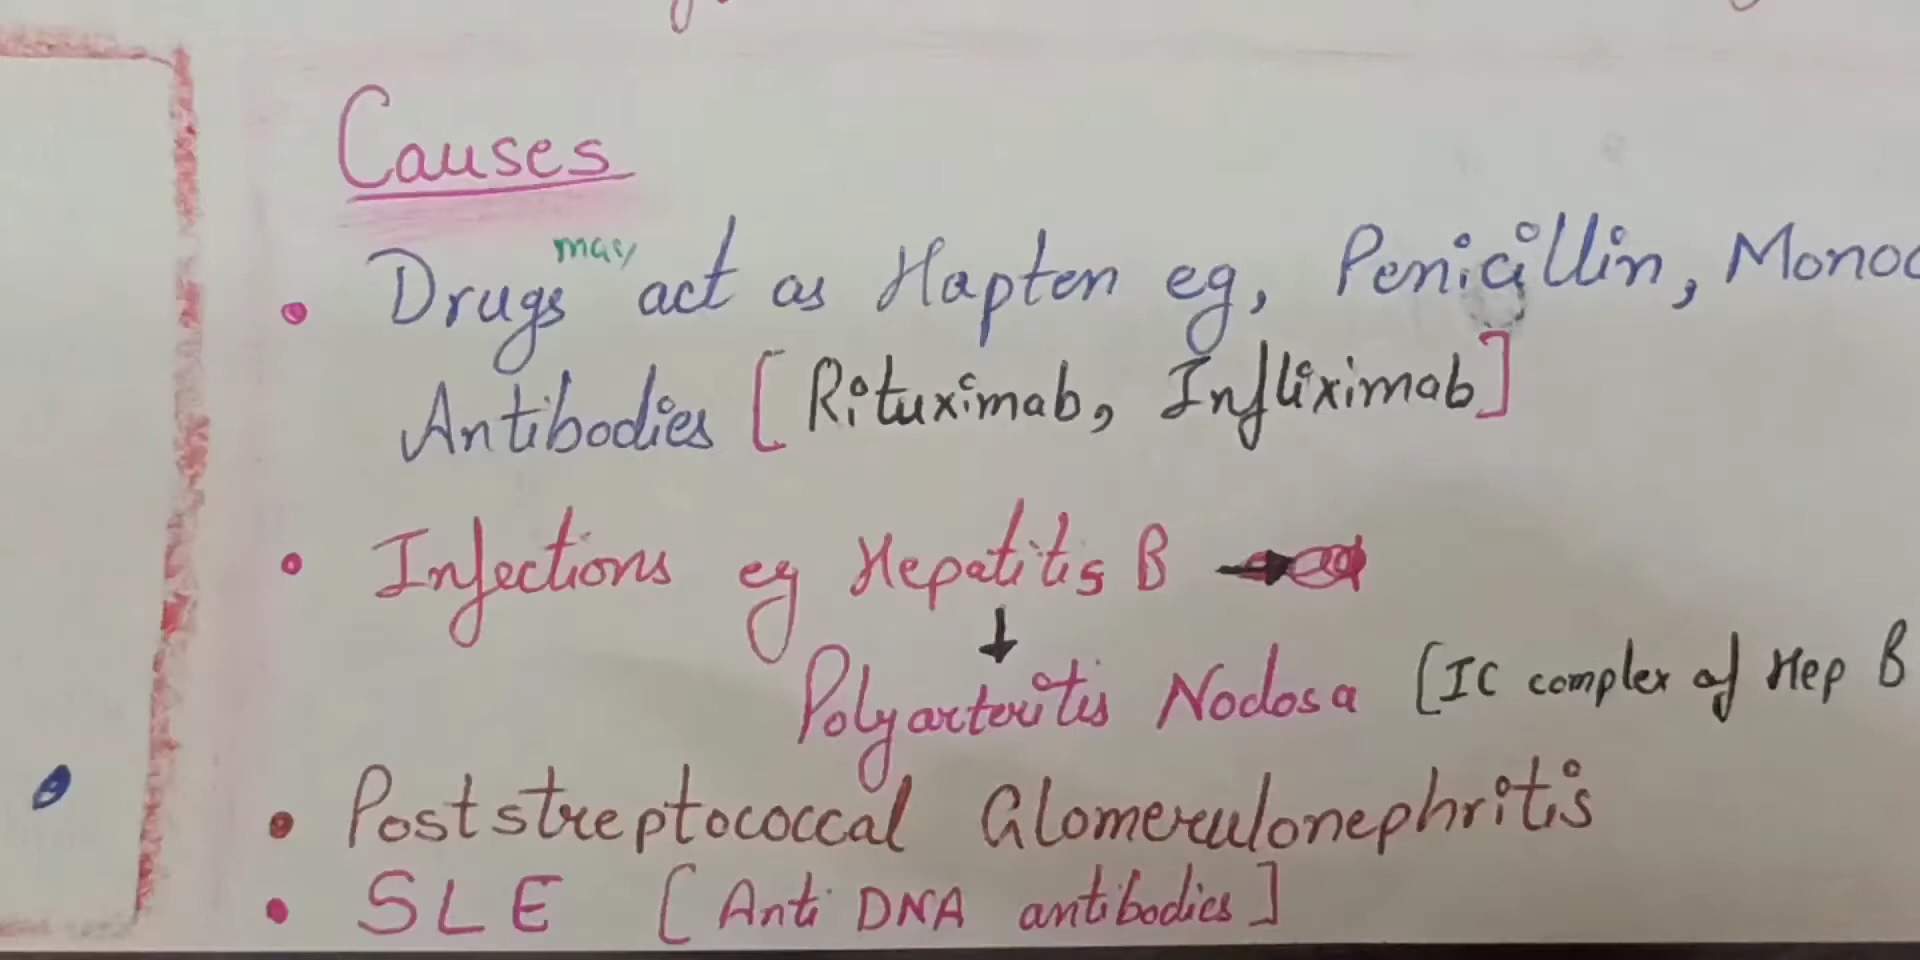 Causes
• Drugs may act as Hapten eg, Penicillin, Monoc
Antibodies [Rituximab, Infliximab]
• Infections eg Hepatitis B →
↓
Polyarteritis Nodosa [IC complex of Hep B
• Poststreptococcal Glomerulonephritis
• SLE [Anti DNA antibodies]